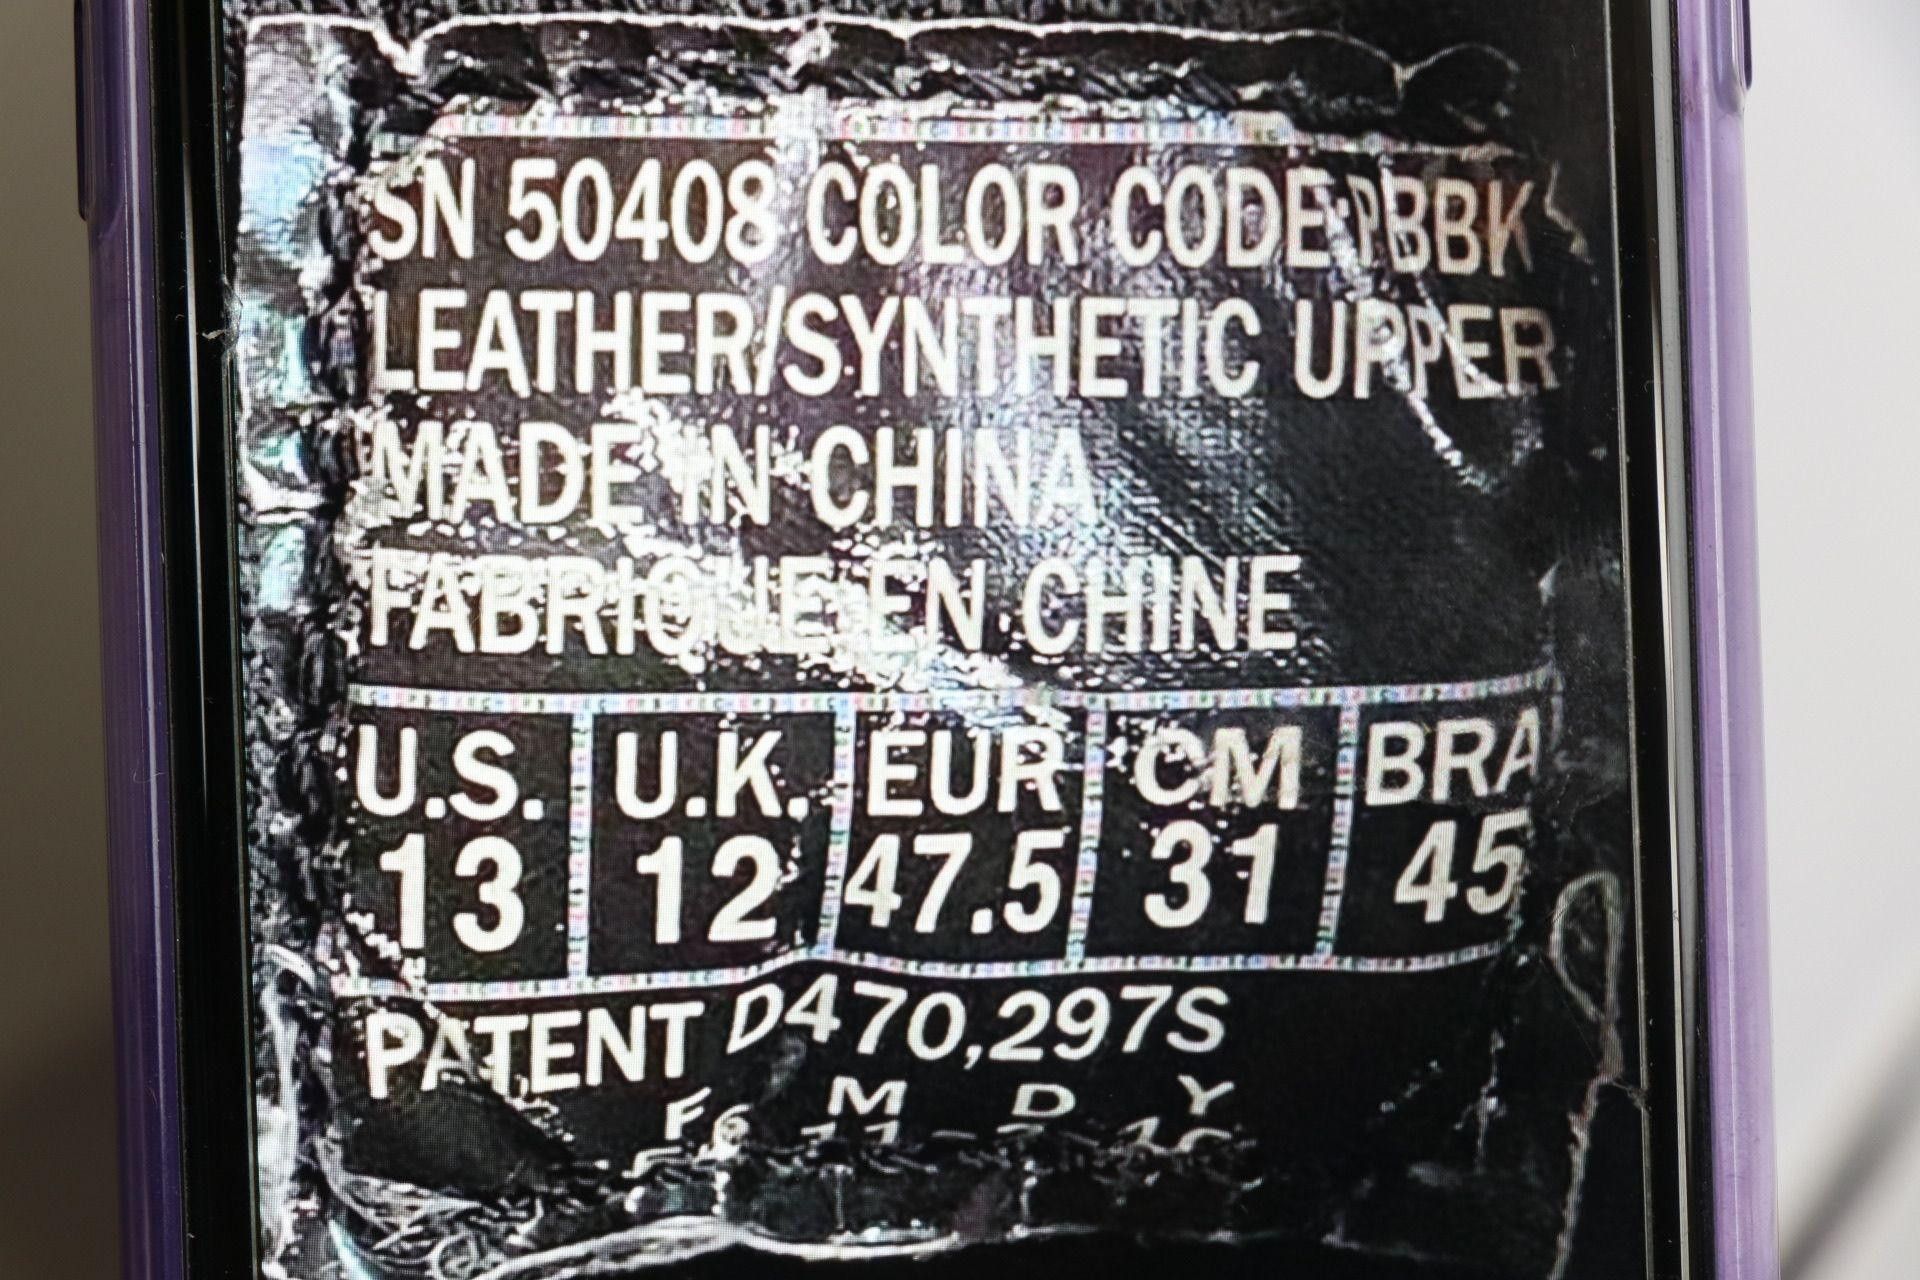 SN 50408 COLOR CODE PBBK
LEATHER/SYNTHETIC UPPER
MADE IN CHINA
FABRIQUE EN CHINE
U.S. U.K. EUR CM BRA
13 12 47.5 31 45
PATENT D470,297S
F M D Y